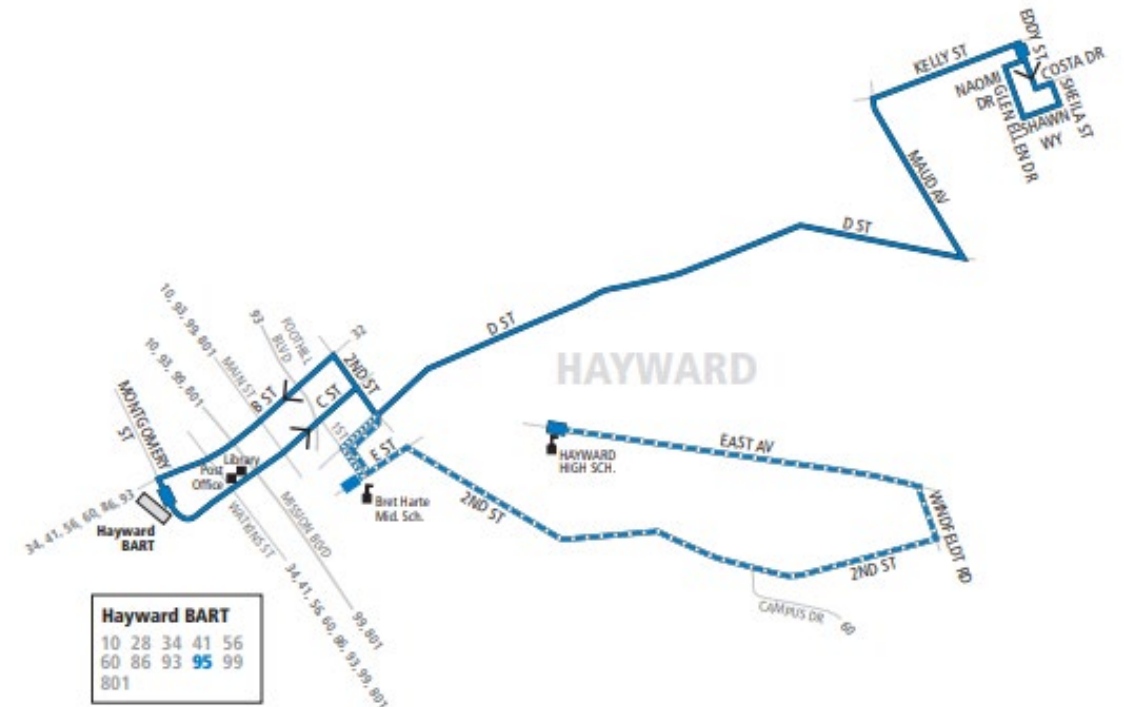 EDDY ST
KELLY ST
COSTA DR
NAOMI
DR
GLEN ELLEN DR
SHEILA ST
SHAWN
WY
MAUD AV
D ST
D ST
HAYWARD
10, 93, 99, 801
93
FOOTHILL
BLVD
32
2ND ST
10, 93, 99, 801
MAIN ST
B ST
C ST
1ST
E ST
MONTGOMERY
ST
Library
Post
Office
HAYWARD
HIGH SCH.
EAST AV
WINDFELDT RD
2ND ST
2ND ST
CAMPUS DR
60
Bret Harte
Mid. Sch.
34, 41, 56, 60, 86, 93
Hayward
BART
WATKINS ST
MISSION BLVD
34, 41, 56, 60, 86, 93, 99, 801
99, 801
Hayward BART
10 28 34 41 56
60 86 93 95 99
801